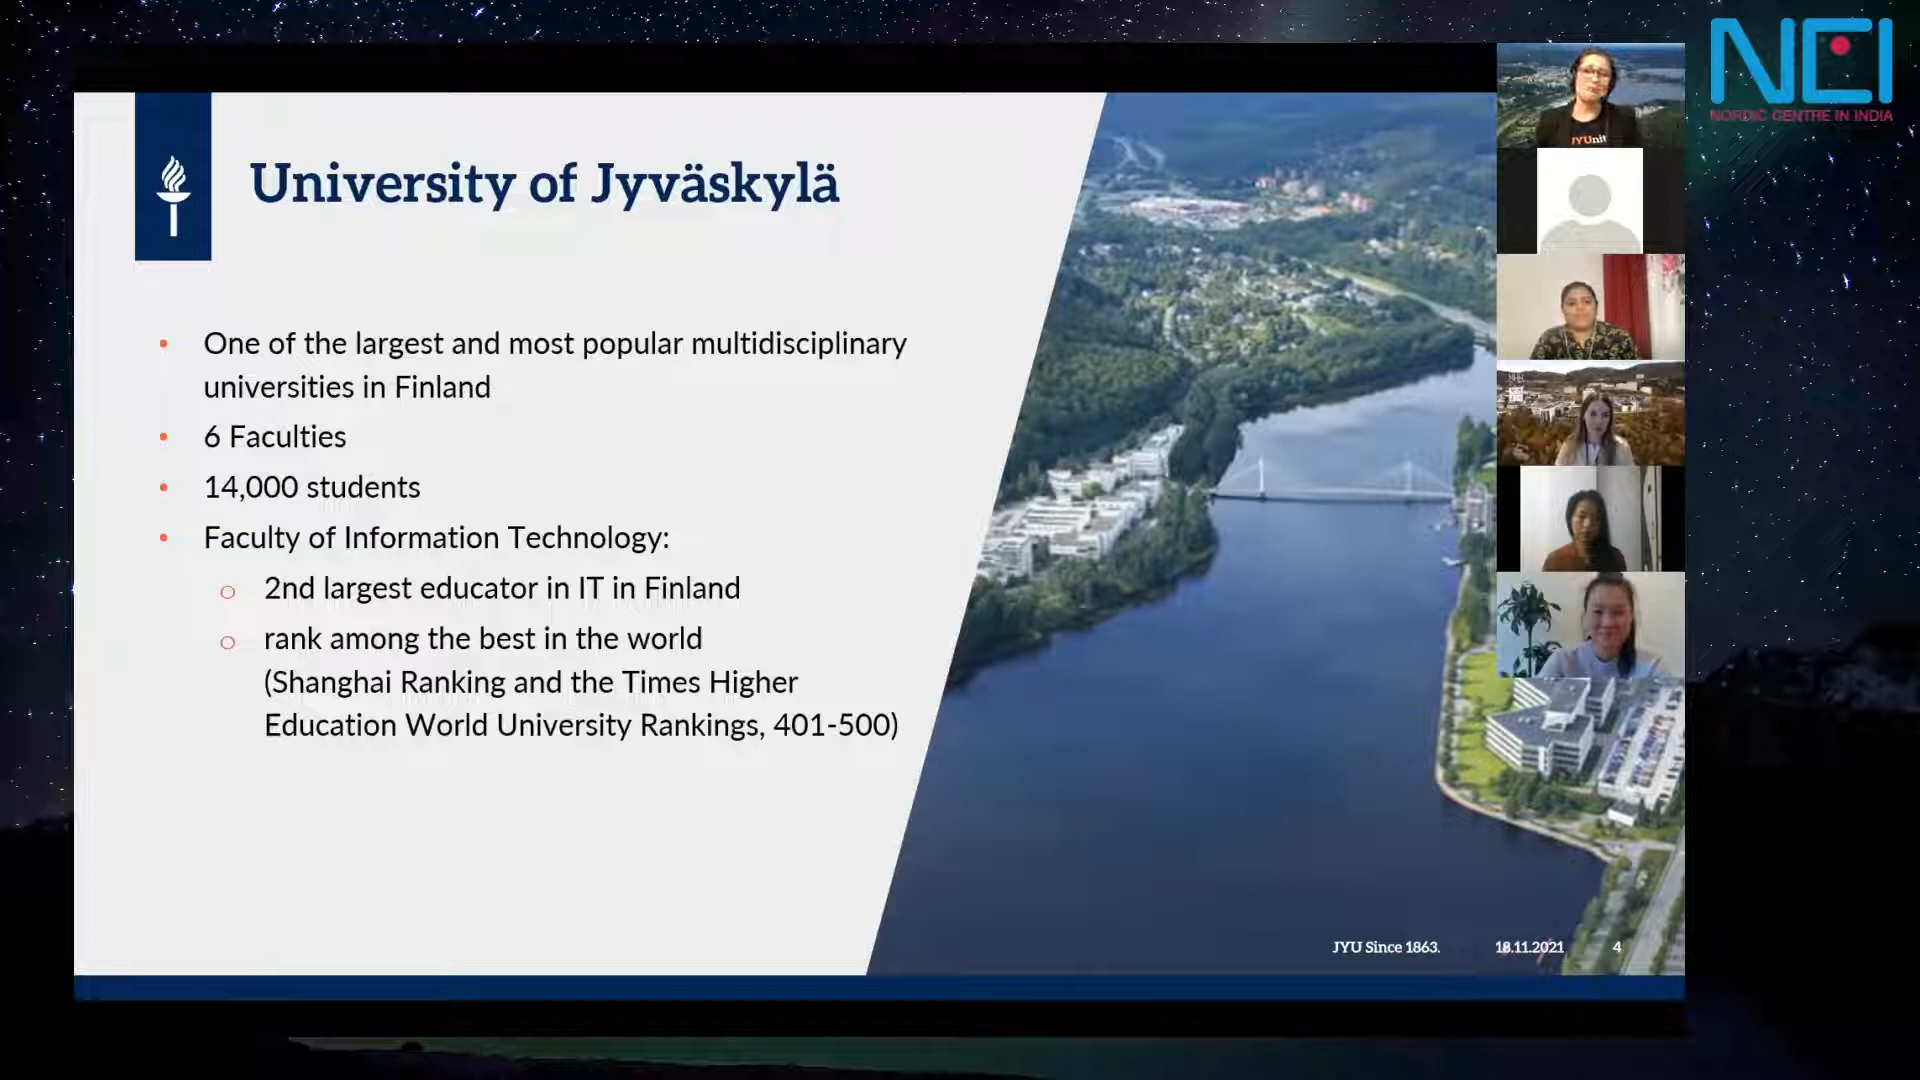 NCI
NORDIC CENTRE IN INDIA
University of Jyväskylä
• One of the largest and most popular multidisciplinary
universities in Finland
• 6 Faculties
• 14,000 students
• Faculty of Information Technology:
o 2nd largest educator in IT in Finland
o rank among the best in the world
(Shanghai Ranking and the Times Higher
Education World University Rankings, 401-500)
JYUnit
NHH
JYU Since 1863. 18.11.2021 4